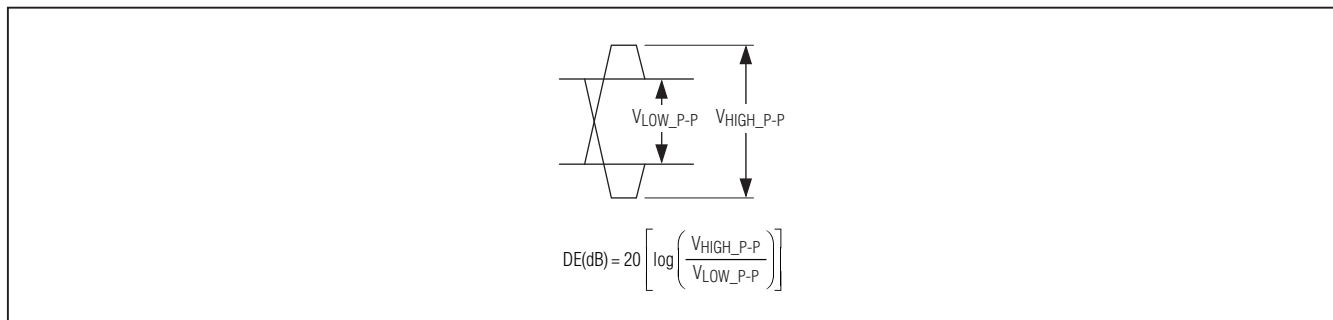 VLOW_P-P VHIGH_P-P
DE(dB) = 20 [log (VHIGH_P-P / VLOW_P-P)]